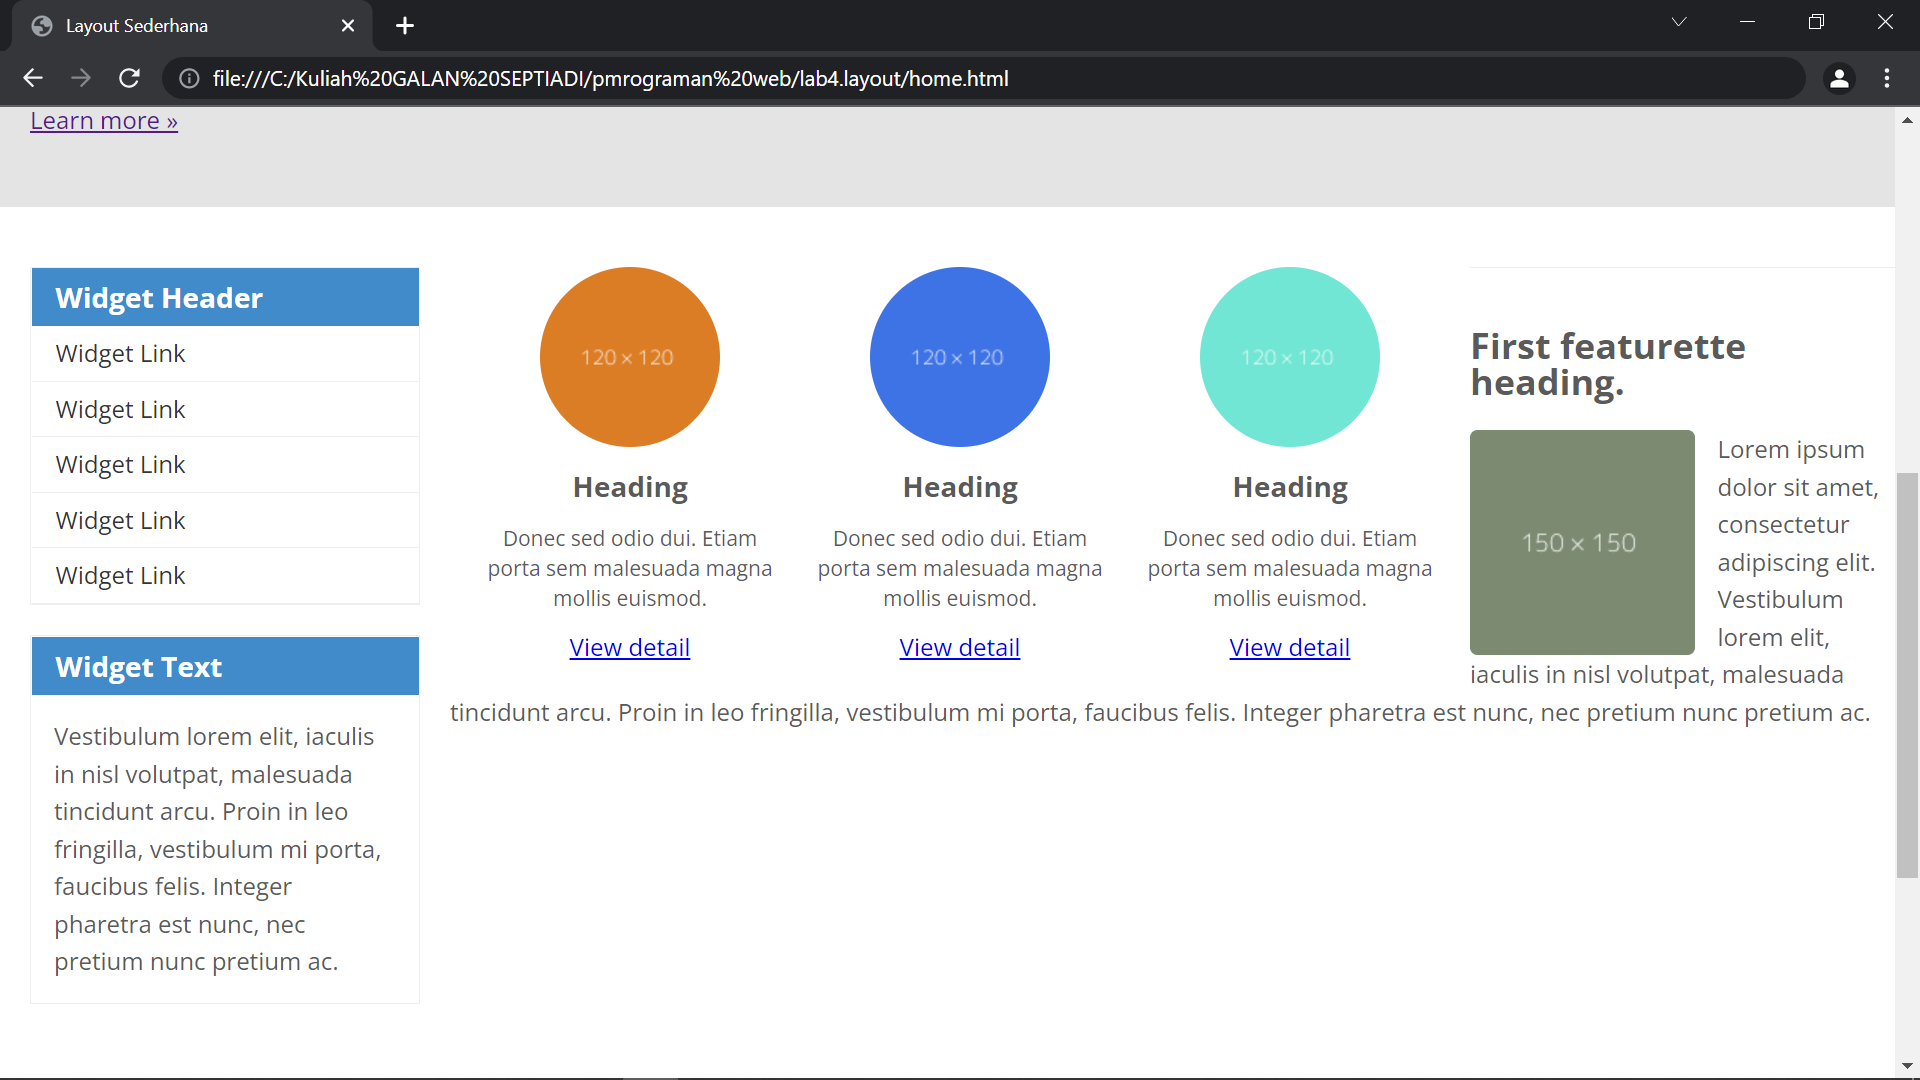 Layout Sederhana
file:///C:/Kuliah%20GALAN%20SEPTIADI/pmrograman%20web/lab4.layout/home.html
Learn more »
Widget Header
Widget Link
Widget Link
Widget Link
Widget Link
Widget Link
Widget Text
Vestibulum lorem elit, iaculis
in nisl volutpat, malesuada
tincidunt arcu. Proin in leo
fringilla, vestibulum mi porta,
faucibus felis. Integer
pharetra est nunc, nec
pretium nunc pretium ac.
120 × 120
Heading
Donec sed odio dui. Etiam
porta sem malesuada magna
mollis euismod.
View detail
120 × 120
Heading
Donec sed odio dui. Etiam
porta sem malesuada magna
mollis euismod.
View detail
120 × 120
Heading
Donec sed odio dui. Etiam
porta sem malesuada magna
mollis euismod.
View detail
First featurette
heading.
150 × 150
Lorem ipsum
dolor sit amet,
consectetur
adipiscing elit.
Vestibulum
lorem elit,
iaculis in nisl volutpat, malesuada
tincidunt arcu. Proin in leo fringilla, vestibulum mi porta, faucibus felis. Integer pharetra est nunc, nec pretium nunc pretium ac.